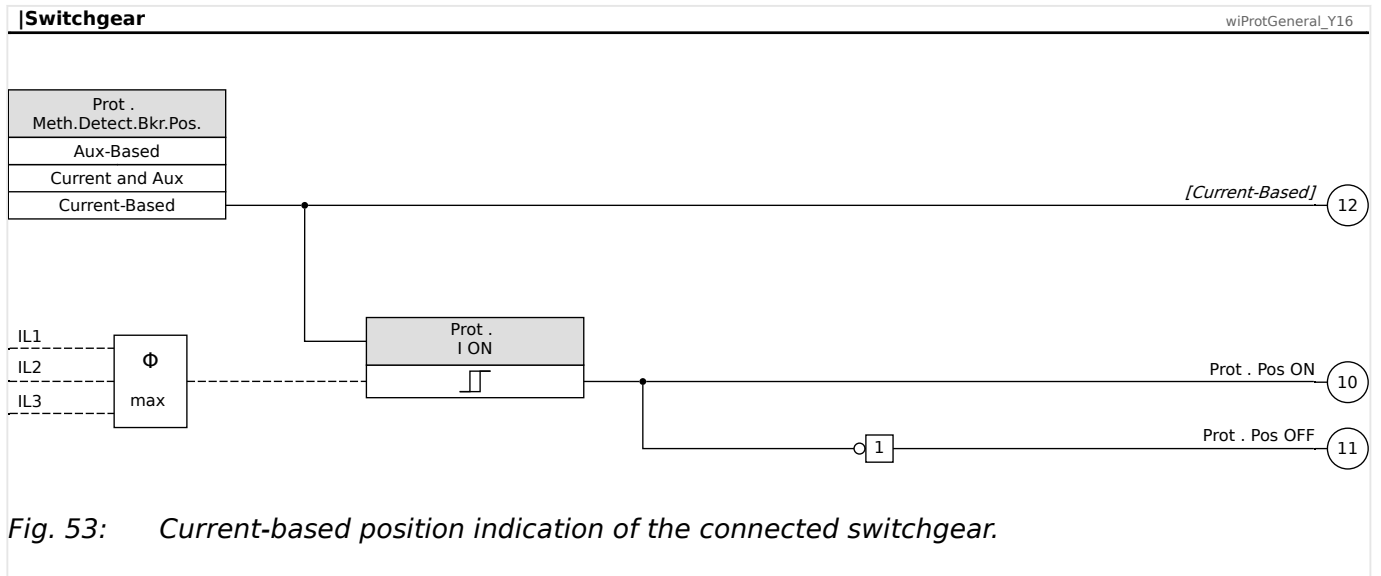 |Switchgear
wiProtGeneral_Y16
Prot .
Meth.Detect.Bkr.Pos.
Aux-Based
Current and Aux
Current-Based
[Current-Based]
12
IL1
IL2
IL3
Φ
max
Prot .
I ON
Prot . Pos ON
10
1
Prot . Pos OFF
11
Fig. 53: Current-based position indication of the connected switchgear.